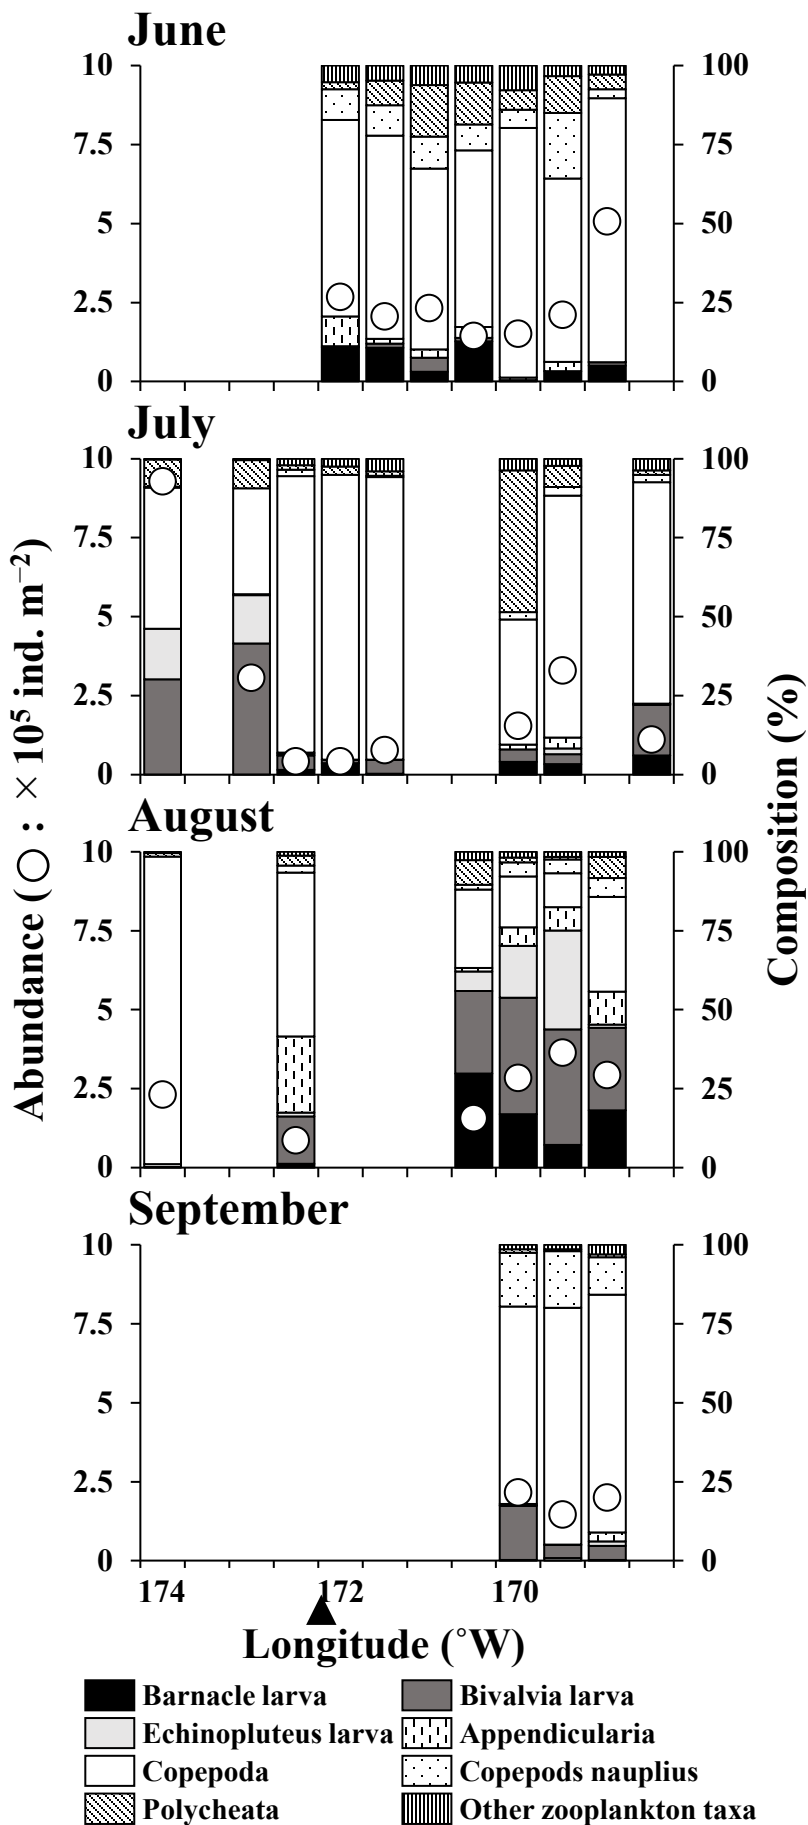 June
10 100
7.5 75
5 50
2.5 25
0 0
July
10 100
7.5 75
5 50
2.5 25
0 0
August
10 100
7.5 75
5 50
2.5 25
0 0
September
10 100
7.5 75
5 50
2.5 25
0 0
174 172 170
Longitude (°W)
Abundance (○ : × 10⁵ ind. m⁻²)
Composition (%)
Barnacle larva Bivalvia larva
Echinopluteus larva Appendicularia
Copepoda Copepods nauplius
Polycheata Other zooplankton taxa